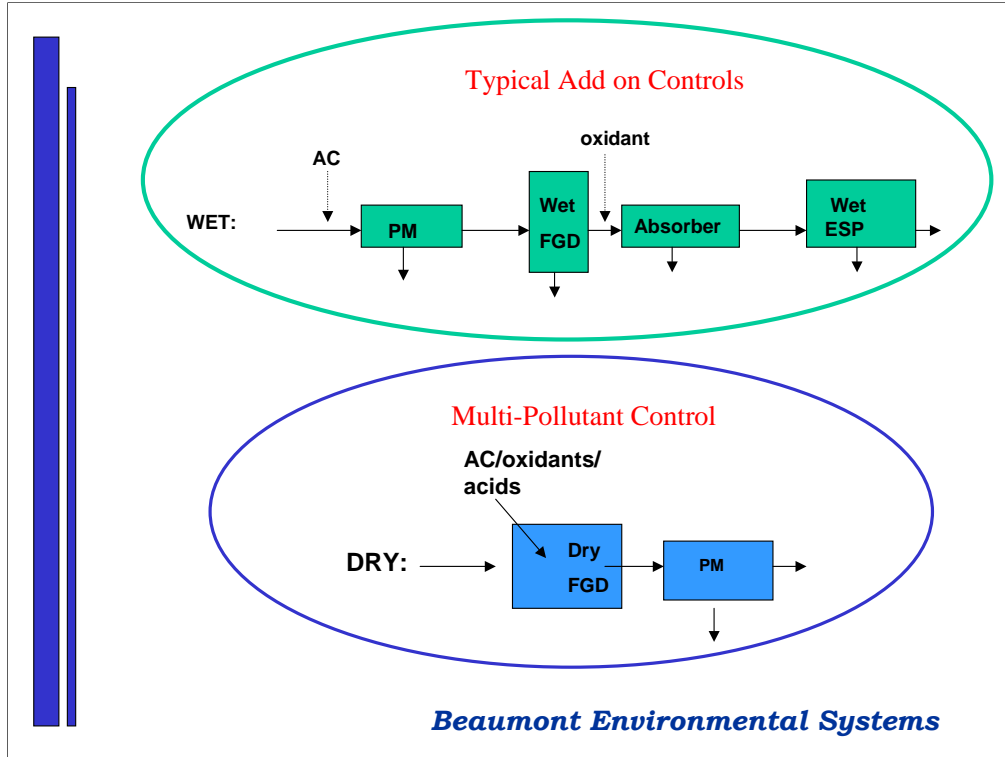 Typical Add on Controls
oxidant
AC
WET:
PM
Wet
FGD
Absorber
Wet
ESP
Multi-Pollutant Control
AC/oxidants/
acids
DRY:
Dry
FGD
PM
Beaumont Environmental Systems